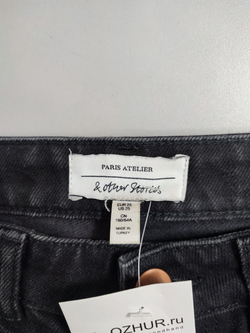 PARIS ATELIER
& Other Stories
EUR 25
US 25
CN
160/64A
MADE IN
TURKEY
OZHUR.ru